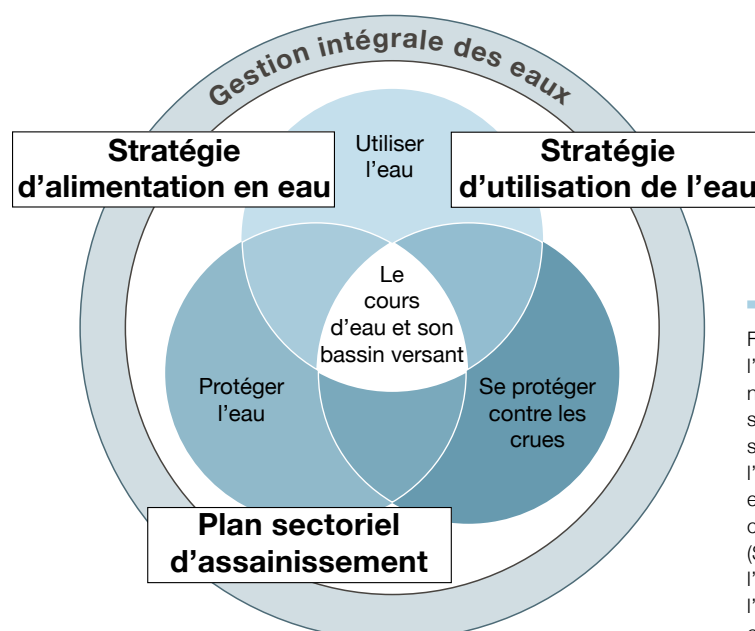 Gestion intégrale des eaux
Utiliser
l’eau
Stratégie
d’alimentation en eau
Stratégie
d’utilisation de l’eau
Le
cours
d’eau et son
bassin versant
Protéger
l’eau
Se protéger
contre les
crues
Plan sectoriel
d’assainissement